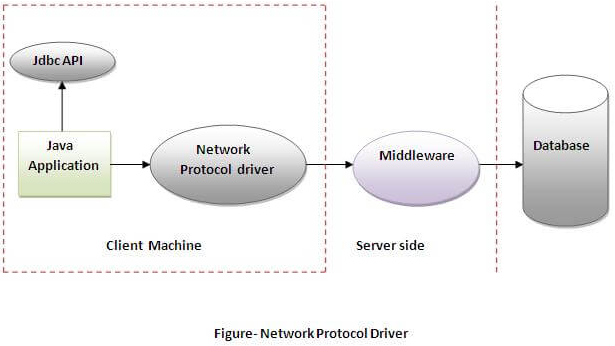 Jdbc API
Java
Application
Network
Protocol driver
Middleware
Database
Client Machine
Server side
Figure- Network Protocol Driver